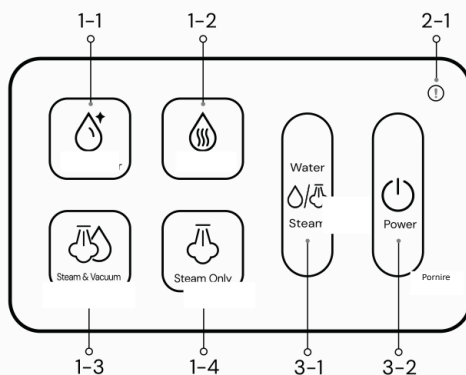 1-1
1-2
2-1
Water
Steam
Power
Steam & Vacuum
Steam Only
Pornire
1-3
1-4
3-1
3-2